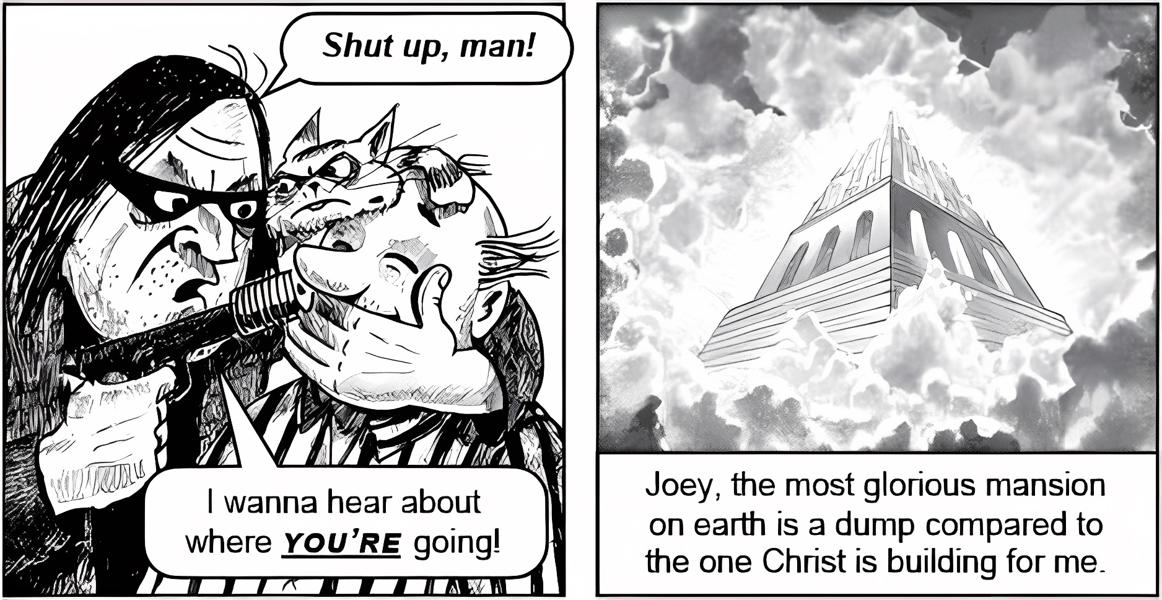 Shut up, man!
I wanna hear about
where YOU'RE going!
Joey, the most glorious mansion
on earth is a dump compared to
the one Christ is building for me.